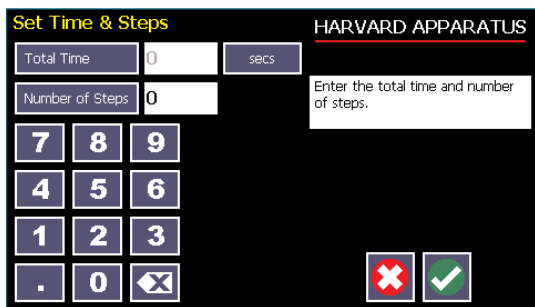 Set Time & Steps
HARVARD APPARATUS
Total Time 0 secs
Number of Steps 0
Enter the total time and number
of steps.
7 8 9
4 5 6
1 2 3
. 0